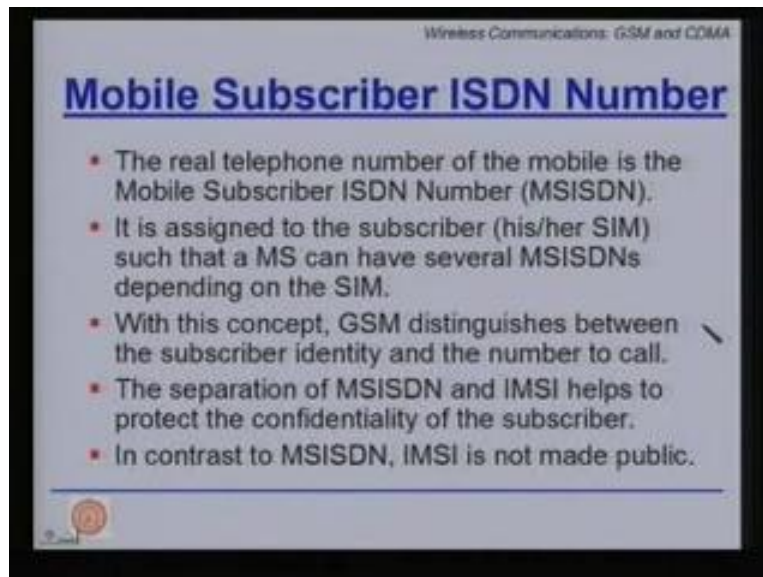 Wireless Communications: GSM and CDMA
Mobile Subscriber ISDN Number
▪ The real telephone number of the mobile is the
Mobile Subscriber ISDN Number (MSISDN).
▪ It is assigned to the subscriber (his/her SIM)
such that a MS can have several MSISDNs
depending on the SIM.
▪ With this concept, GSM distinguishes between
the subscriber identity and the number to call.
▪ The separation of MSISDN and IMSI helps to
protect the confidentiality of the subscriber.
▪ In contrast to MSISDN, IMSI is not made public.